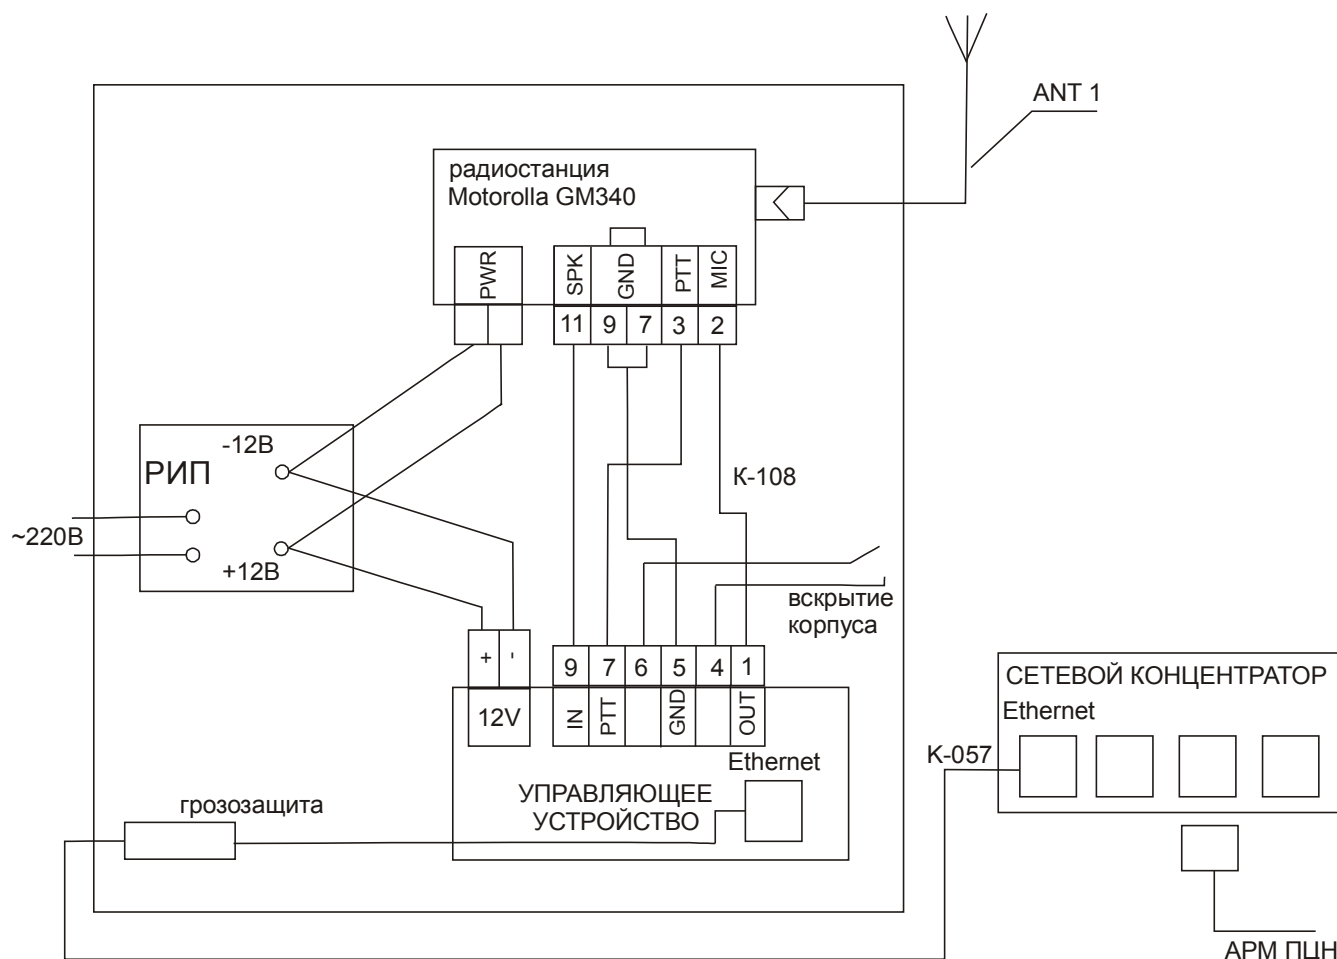 ANT 1
радиостанция
Motorolla GM340
PWR
SPK
GND
PTT
MIC
11 9 7 3 2
-12В
РИП
~220В
+12В
К-108
вскрытие
корпуса
+ -
9 7 6 5 4 1
12V
IN
PTT
GND
OUT
Ethernet
УПРАВЛЯЮЩЕЕ
УСТРОЙСТВО
грозозащита
СЕТЕВОЙ КОНЦЕНТРАТОР
Ethernet
К-057
АРМ ПЦН